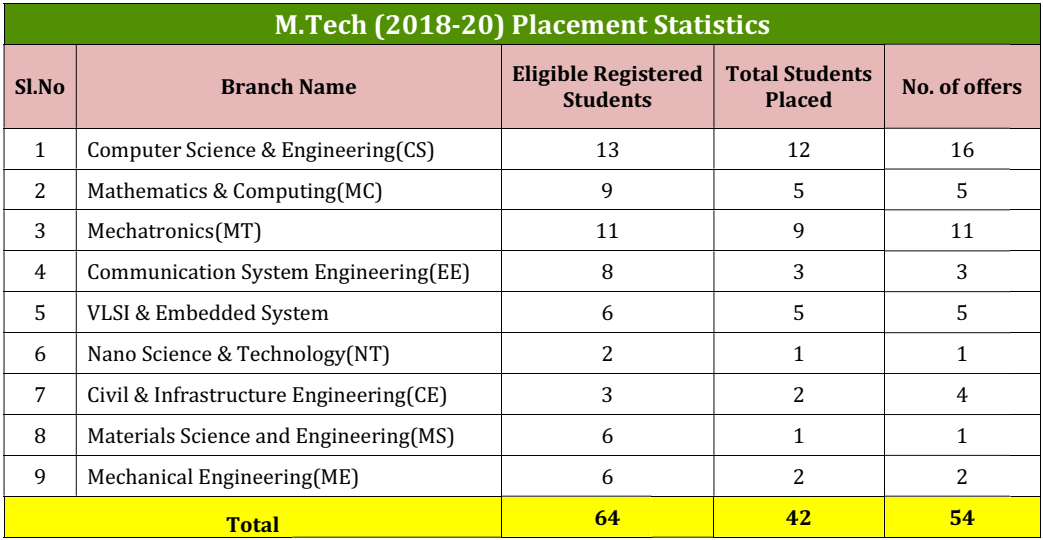 M.Tech (2018-20) Placement Statistics
Sl.No Branch Name Eligible Registered Students Total Students Placed No. of offers
1 Computer Science & Engineering(CS) 13 12 16
2 Mathematics & Computing(MC) 9 5 5
3 Mechatronics(MT) 11 9 11
4 Communication System Engineering(EE) 8 3 3
5 VLSI & Embedded System 6 5 5
6 Nano Science & Technology(NT) 2 1 1
7 Civil & Infrastructure Engineering(CE) 3 2 4
8 Materials Science and Engineering(MS) 6 1 1
9 Mechanical Engineering(ME) 6 2 2
Total 64 42 54